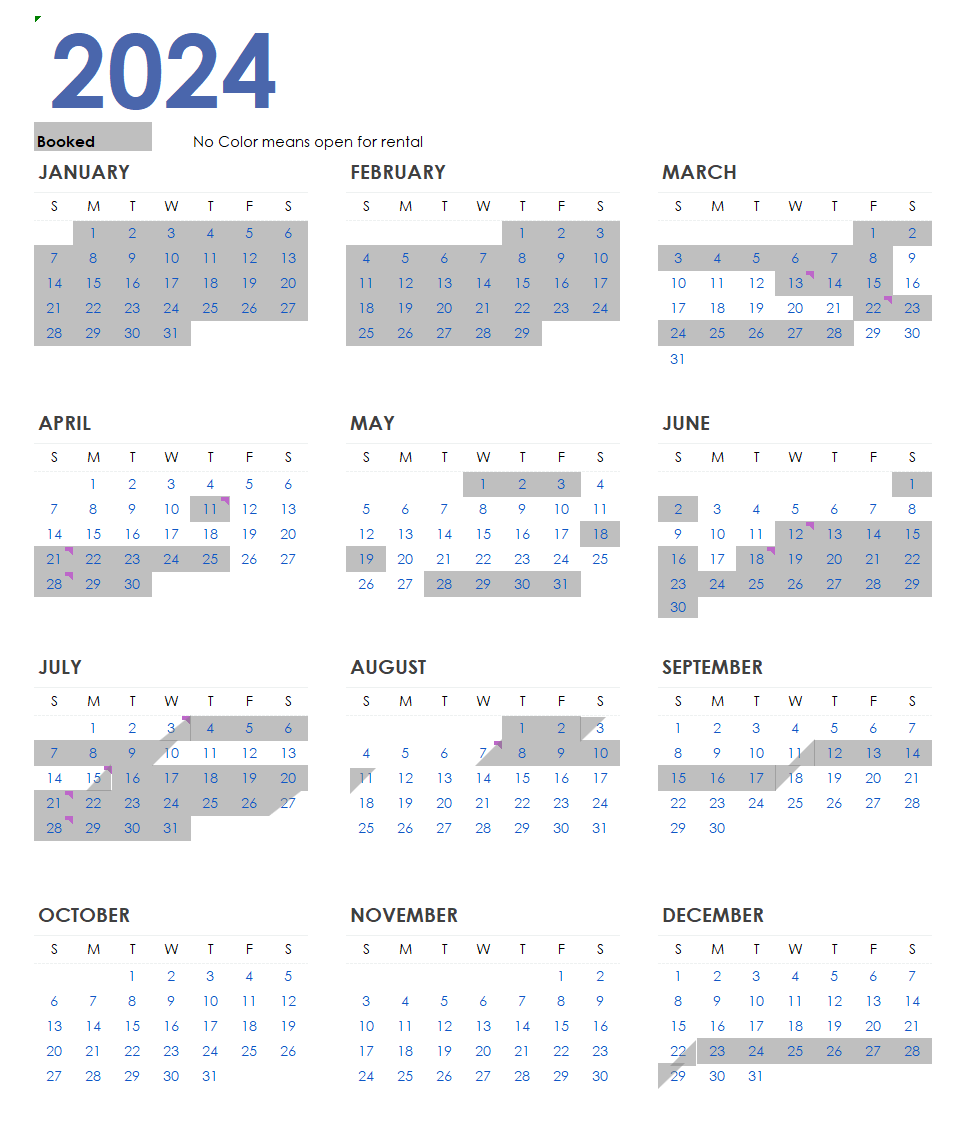 2024
Booked No Color means open for rental
JANUARY FEBRUARY MARCH
S M T W T F S S M T W T F S S M T W T F S
1 2 3 4 5 6 1 2 3 1 2
7 8 9 10 11 12 13 4 5 6 7 8 9 10 3 4 5 6 7 8 9
14 15 16 17 18 19 20 11 12 13 14 15 16 17 10 11 12 13 14 15 16
21 22 23 24 25 26 27 18 19 20 21 22 23 24 17 18 19 20 21 22 23
28 29 30 31 25 26 27 28 29 24 25 26 27 28 29 30
31
APRIL MAY JUNE
S M T W T F S S M T W T F S S M T W T F S
1 2 3 4 5 6 1 2 3 4 1
7 8 9 10 11 12 13 5 6 7 8 9 10 11 2 3 4 5 6 7 8
14 15 16 17 18 19 20 12 13 14 15 16 17 18 9 10 11 12 13 14 15
21 22 23 24 25 26 27 19 20 21 22 23 24 25 16 17 18 19 20 21 22
28 29 30 26 27 28 29 30 31 23 24 25 26 27 28 29
30
JULY AUGUST SEPTEMBER
S M T W T F S S M T W T F S S M T W T F S
1 2 3 4 5 6 1 2 3 1 2 3 4 5 6 7
7 8 9 10 11 12 13 4 5 6 7 8 9 10 8 9 10 11 12 13 14
14 15 16 17 18 19 20 11 12 13 14 15 16 17 15 16 17 18 19 20 21
21 22 23 24 25 26 27 18 19 20 21 22 23 24 22 23 24 25 26 27 28
28 29 30 31 25 26 27 28 29 30 31 29 30
OCTOBER NOVEMBER DECEMBER
S M T W T F S S M T W T F S S M T W T F S
1 2 3 4 5 1 2 1 2 3 4 5 6 7
6 7 8 9 10 11 12 3 4 5 6 7 8 9 8 9 10 11 12 13 14
13 14 15 16 17 18 19 10 11 12 13 14 15 16 15 16 17 18 19 20 21
20 21 22 23 24 25 26 17 18 19 20 21 22 23 22 23 24 25 26 27 28
27 28 29 30 31 24 25 26 27 28 29 30 29 30 31